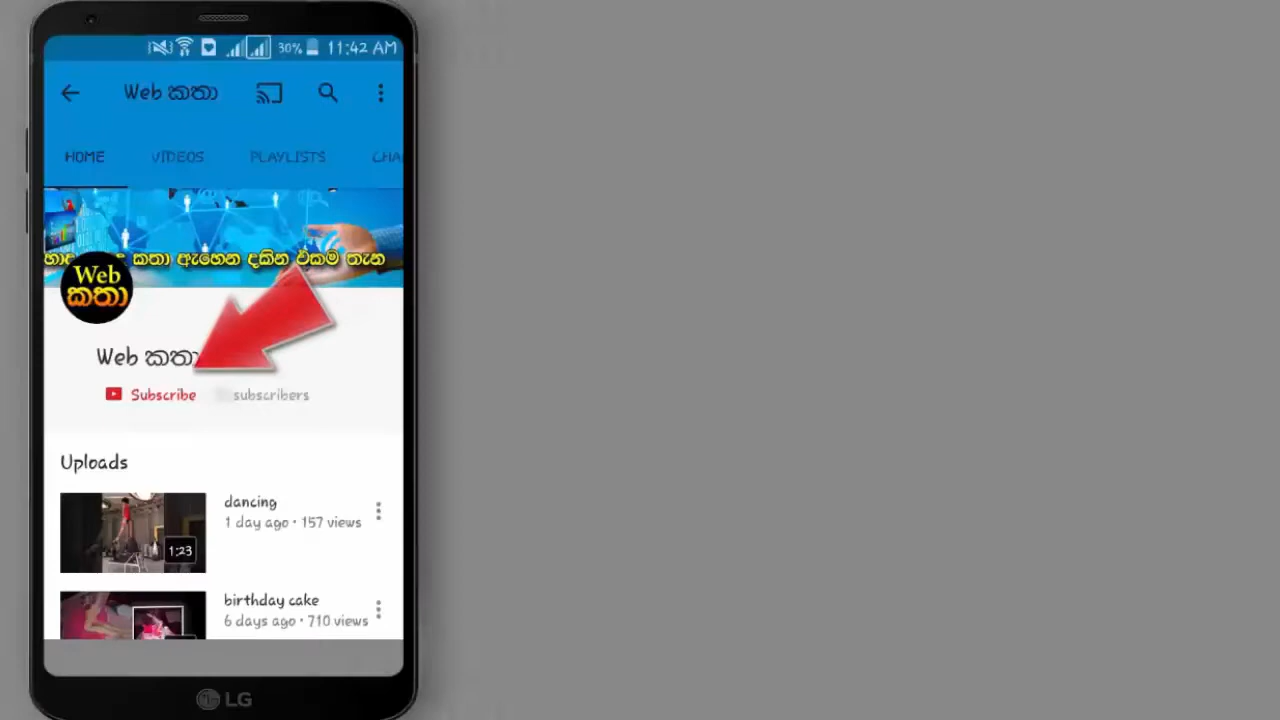 30% 11:42 AM
Web කතා
HOME VIDEOS PLAYLISTS
කතා ඇහෙන දකින එකම තැන
Web
කතා
Web කතා
Subscribe subscribers
Uploads
dancing
1 day ago • 157 views
1:23
birthday cake
6 days ago • 710 views
LG